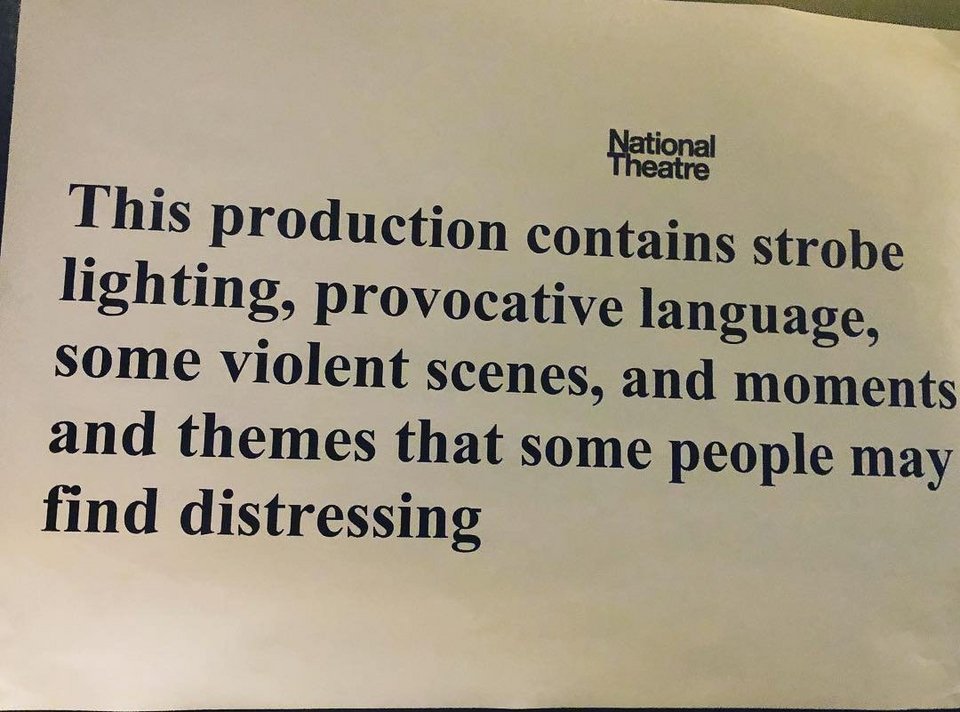 National
Theatre
This production contains strobe
lighting, provocative language,
some violent scenes, and moments
and themes that some people may
find distressing